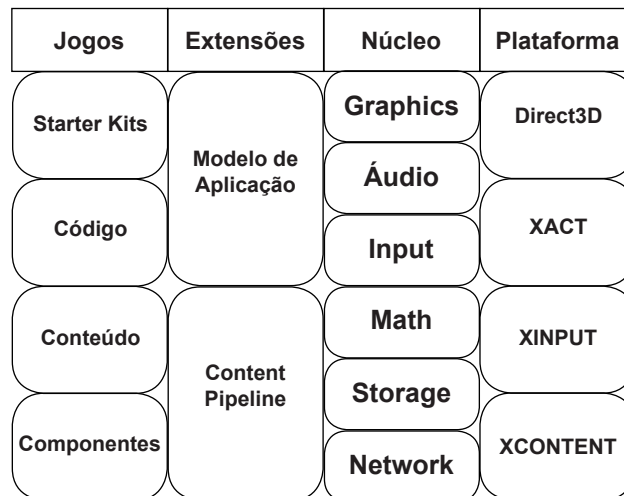 Jogos
Extensões
Núcleo
Plataforma
Starter Kits
Código
Conteúdo
Componentes
Modelo de
Aplicação
Content
Pipeline
Graphics
Áudio
Input
Math
Storage
Network
Direct3D
XACT
XINPUT
XCONTENT